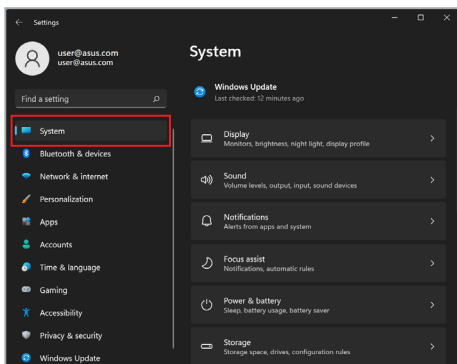 Settings
user@asus.com
user@asus.com
Find a setting
System
Bluetooth & devices
Network & internet
Personalization
Apps
Accounts
Time & language
Gaming
Accessibility
Privacy & security
Windows Update
System
Windows Update
Last checked: 12 minutes ago
Display
Monitors, brightness, night light, display profile
Sound
Volume levels, output, input, sound devices
Notifications
Alerts from apps and system
Focus assist
Notifications, automatic rules
Power & battery
Sleep, battery usage, battery saver
Storage
Storage space, drives, configuration rules